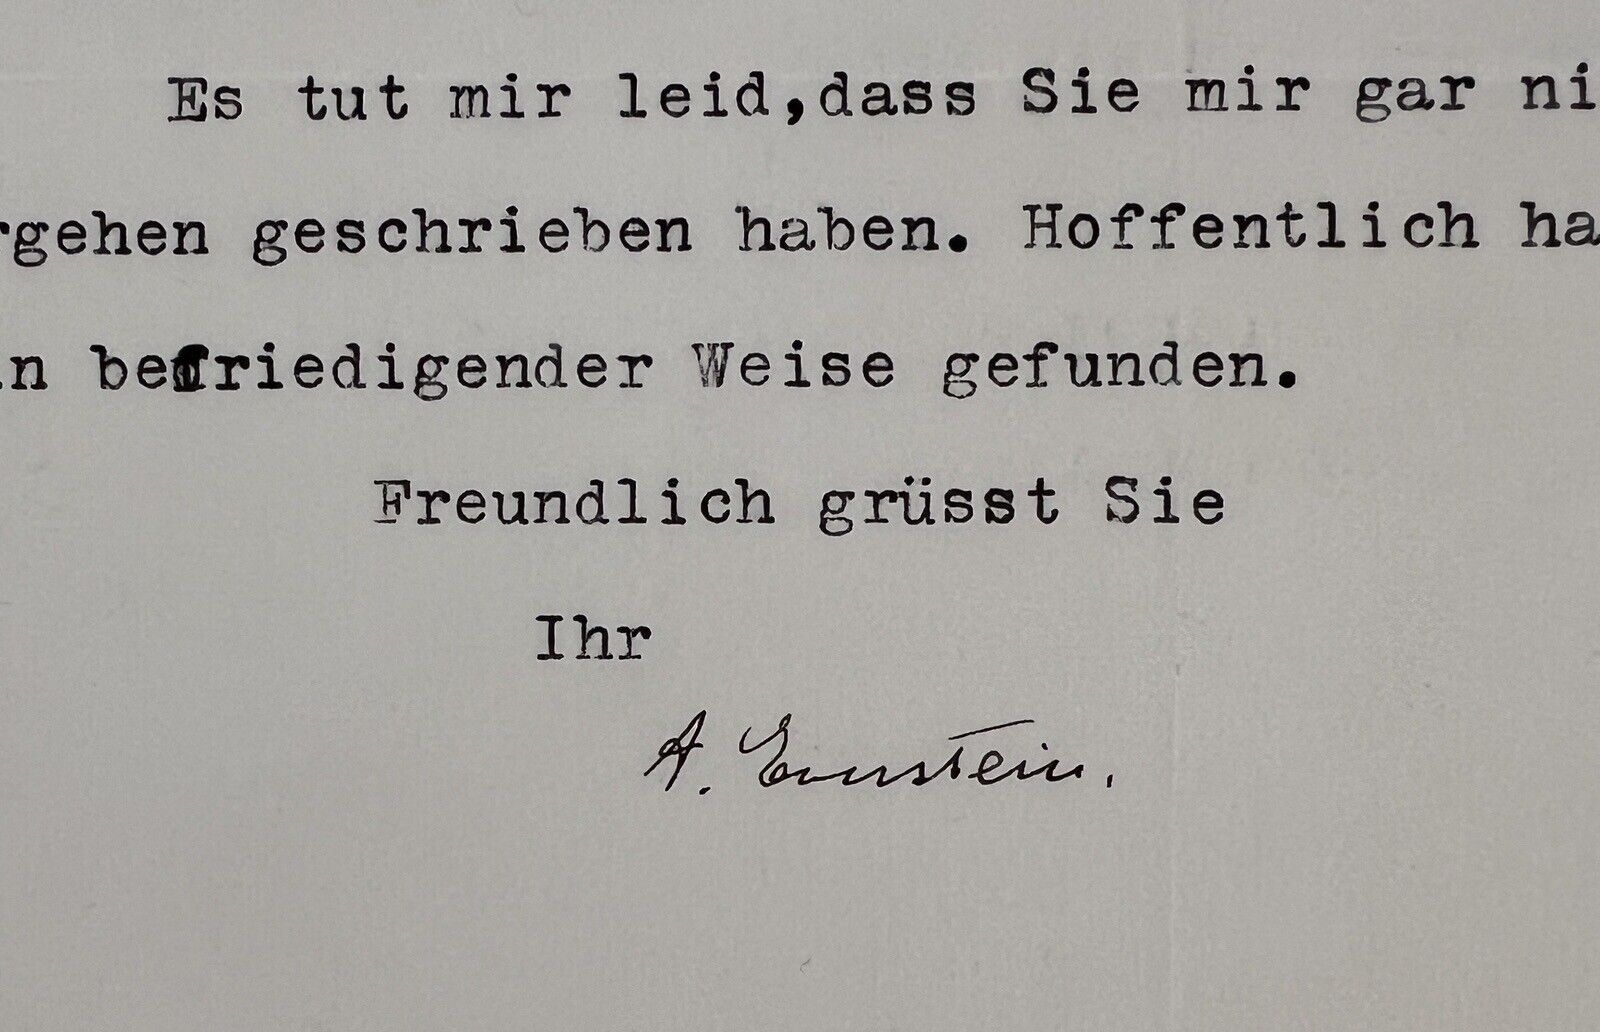 Es tut mir leid,dass Sie mir gar ni
rgehen geschrieben haben. Hoffentlich ha
in befriedigender Weise gefunden.
Freundlich grüsst Sie
Ihr
A. Einstein.